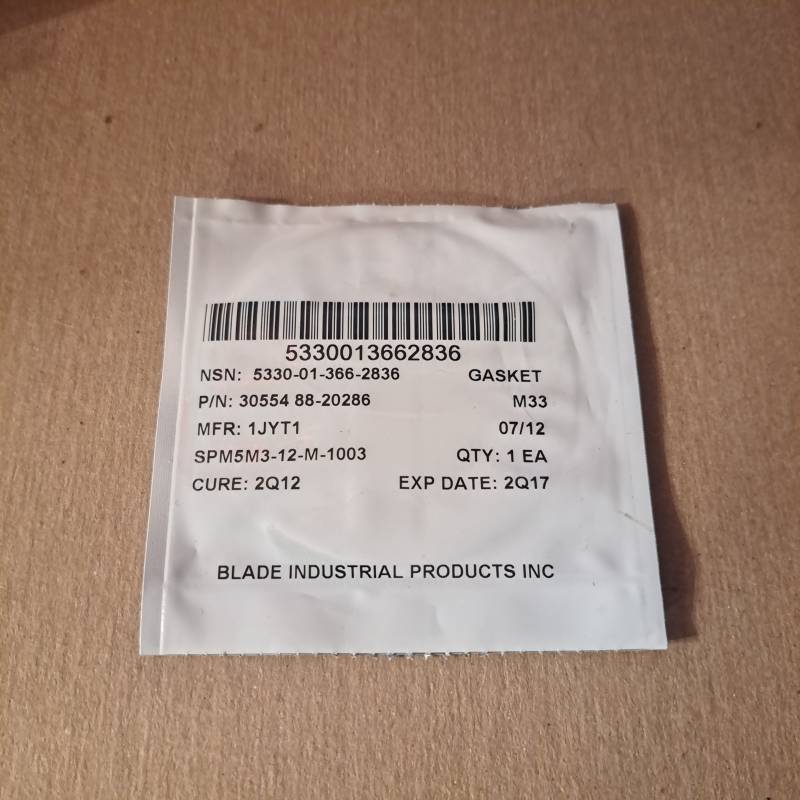 5330013662836
NSN: 5330-01-366-2836 GASKET
P/N: 30554 88-20286 M33
MFR: 1JYT1 07/12
SPM5M3-12-M-1003 QTY: 1 EA
CURE: 2Q12 EXP DATE: 2Q17
BLADE INDUSTRIAL PRODUCTS INC